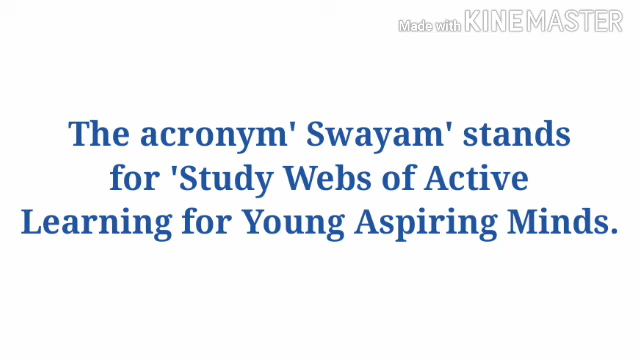 Made with KINEMASTER
The acronym' Swayam' stands
for 'Study Webs of Active
Learning for Young Aspiring Minds.